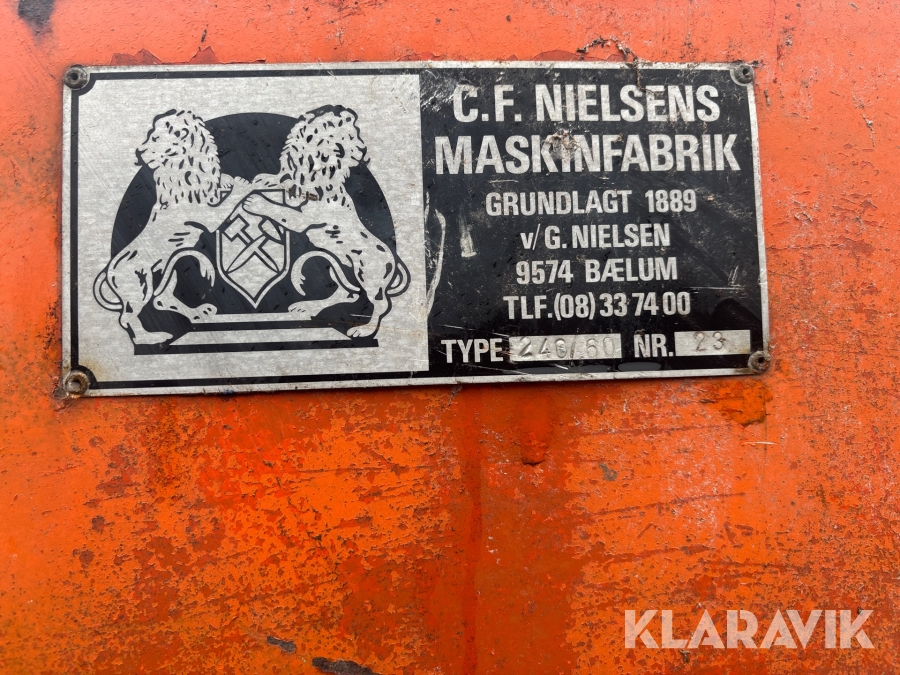 C.F. NIELSENS
MASKINFABRIK
GRUNDLAGT 1889
v/G. NIELSEN
9574 BÆLUM
TLF.(08) 33 74 00
TYPE 240/60 NR. 23
KLARAVIK